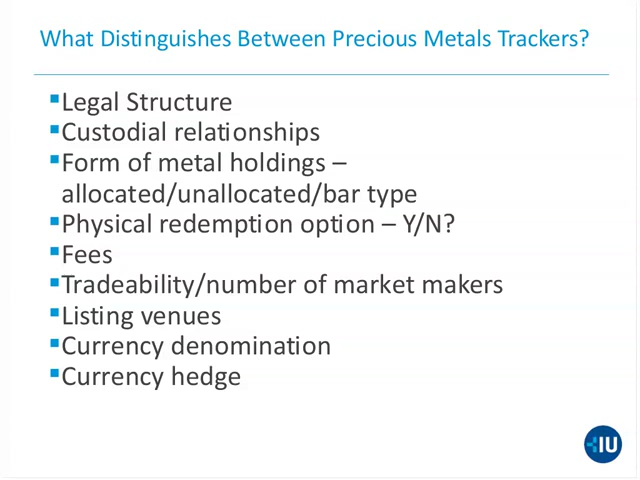 What Distinguishes Between Precious Metals Trackers?
▪Legal Structure
▪Custodial relationships
▪Form of metal holdings –
allocated/unallocated/bar type
▪Physical redemption option – Y/N?
▪Fees
▪Tradeability/number of market makers
▪Listing venues
▪Currency denomination
▪Currency hedge
IU